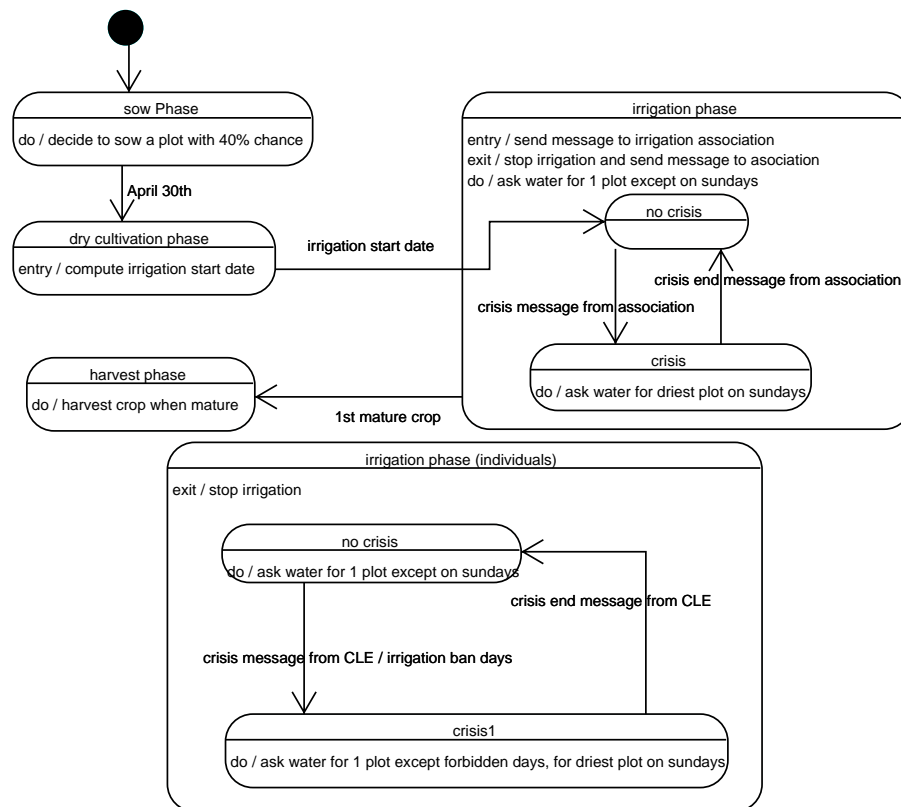 sow Phase
do / decide to sow a plot with 40% chance
April 30th
dry cultivation phase
entry / compute irrigation start date
irrigation start date
irrigation phase
entry / send message to irrigation association
exit / stop irrigation and send message to asociation
do / ask water for 1 plot except on sundays
no crisis
crisis end message from association
crisis message from association
crisis
do / ask water for driest plot on sundays
harvest phase
do / harvest crop when mature
1st mature crop
irrigation phase (individuals)
exit / stop irrigation
no crisis
do / ask water for 1 plot except on sundays
crisis end message from CLE
crisis message from CLE / irrigation ban days
crisis1
do / ask water for 1 plot except forbidden days, for driest plot on sundays